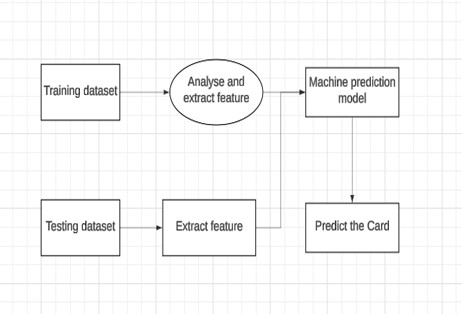 Training dataset
Analyse and
extract feature
Machine prediction
model
Testing dataset
Extract feature
Predict the Card